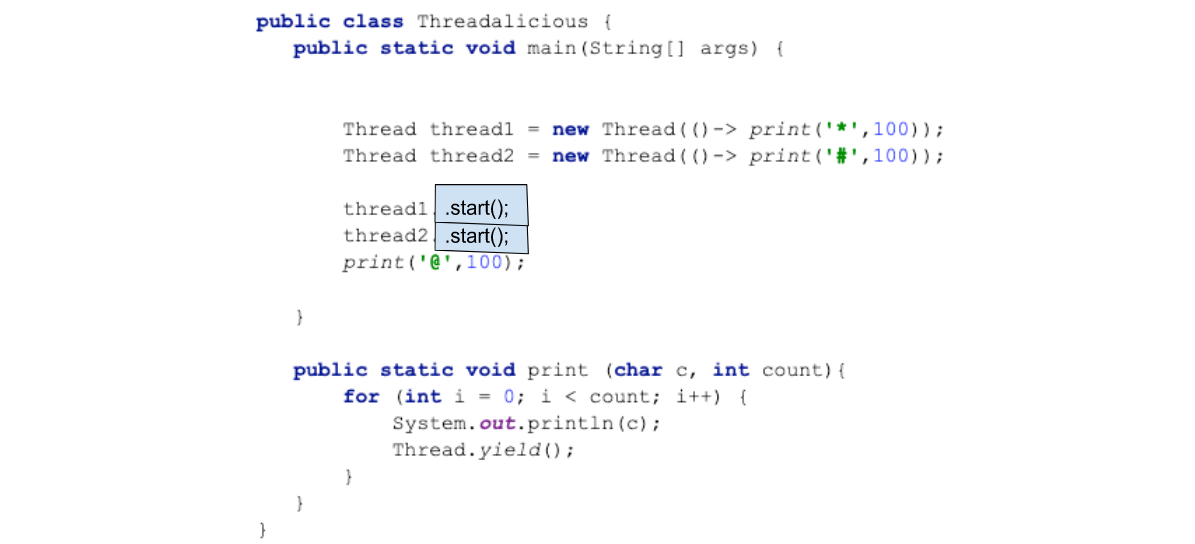 public class Threadalicious {
public static void main(String[] args) {
Thread thread1 = new Thread(()-> print('*',100));
Thread thread2 = new Thread(()-> print('#',100));
thread1. .start();
thread2. .start();
print('@',100);
}
public static void print (char c, int count){
for (int i = 0; i < count; i++) {
System.out.println(c);
Thread.yield();
}
}
}